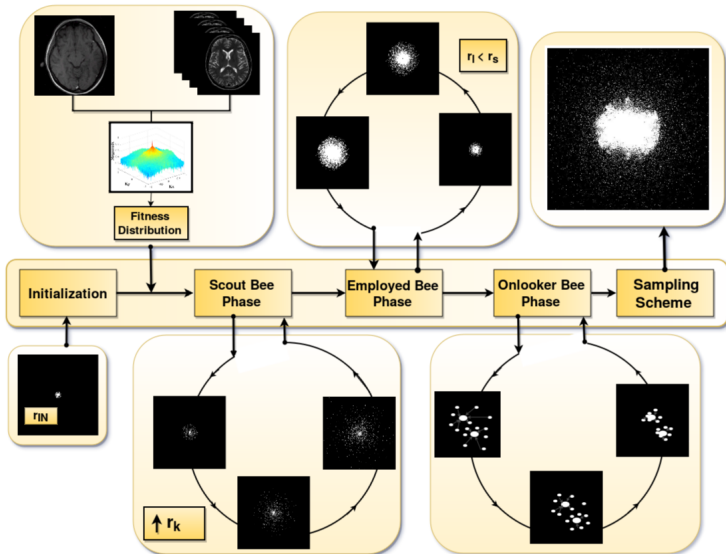 r_l < r_s
Fitness
Distribution
Initialization
Scout Bee
Phase
Employed Bee
Phase
Onlooker Bee
Phase
Sampling
Scheme
r_IN
↑ r_k